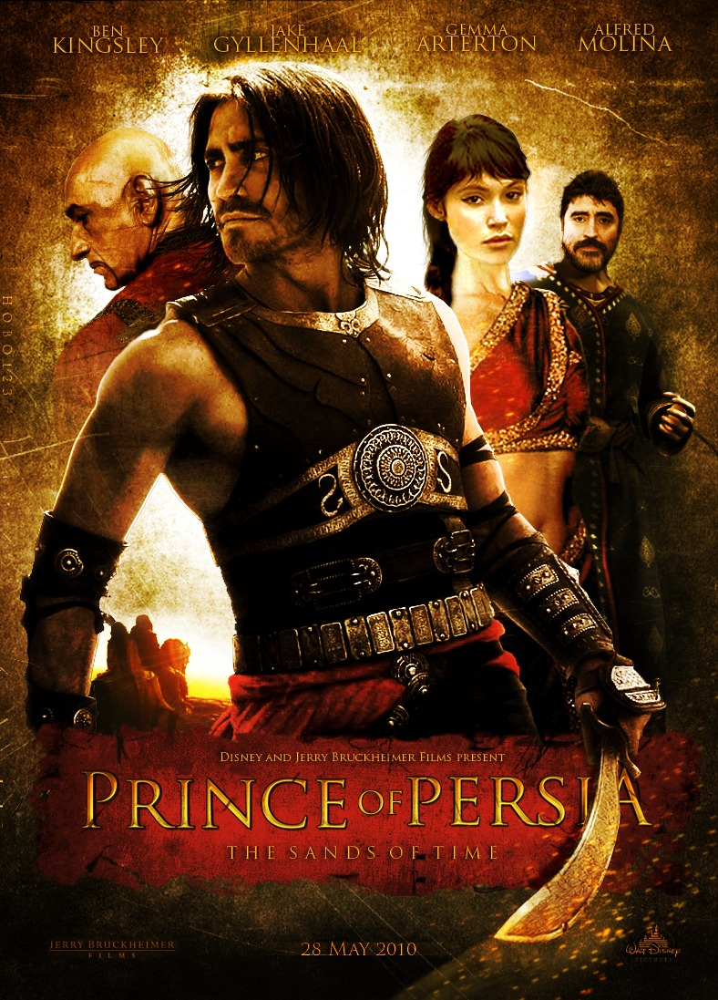 BEN
KINGSLEY
JAKE
GYLLENHAAL
GEMMA
ARTERTON
ALFRED
MOLINA
HOBO123
DISNEY AND JERRY BRUCKHEIMER FILMS PRESENT
PRINCE OF PERSIA
THE SANDS OF TIME
JERRY BRUCKHEIMER
FILMS
28 MAY 2010
WALT DISNEY
PICTURES